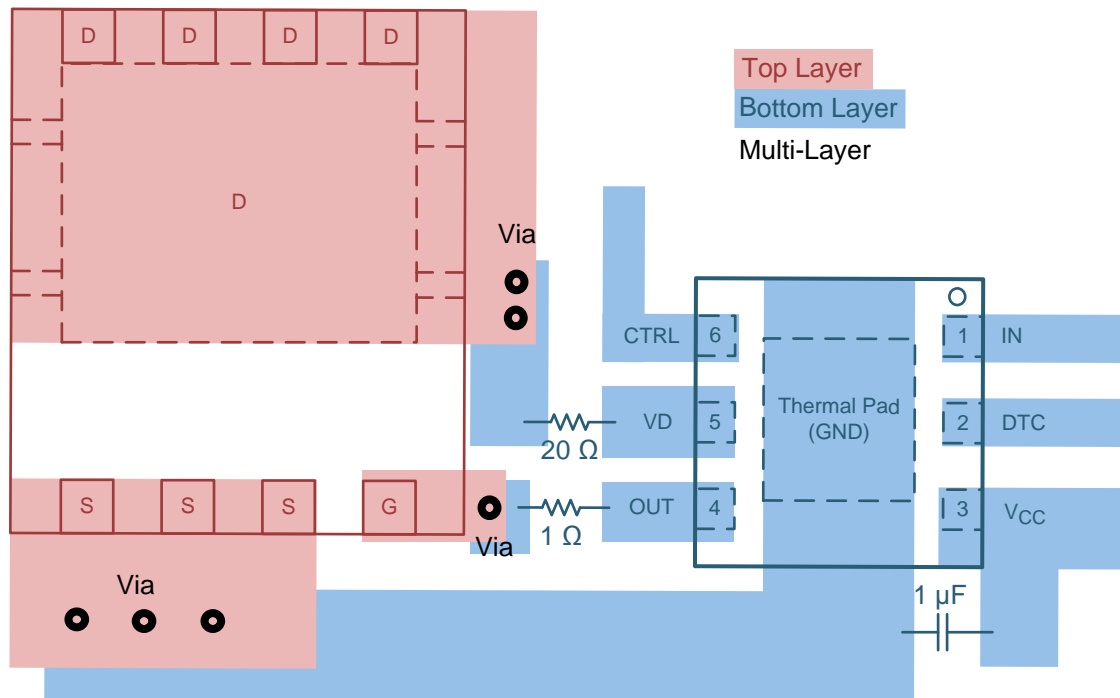 D D D D
Top Layer
Bottom Layer
Multi-Layer
D
Via
CTRL 6 1 IN
Thermal Pad
(GND)
VD 5 2 DTC
20 Ω
S S S G
OUT 4 3 VCC
1 Ω
Via
Via
1 µF